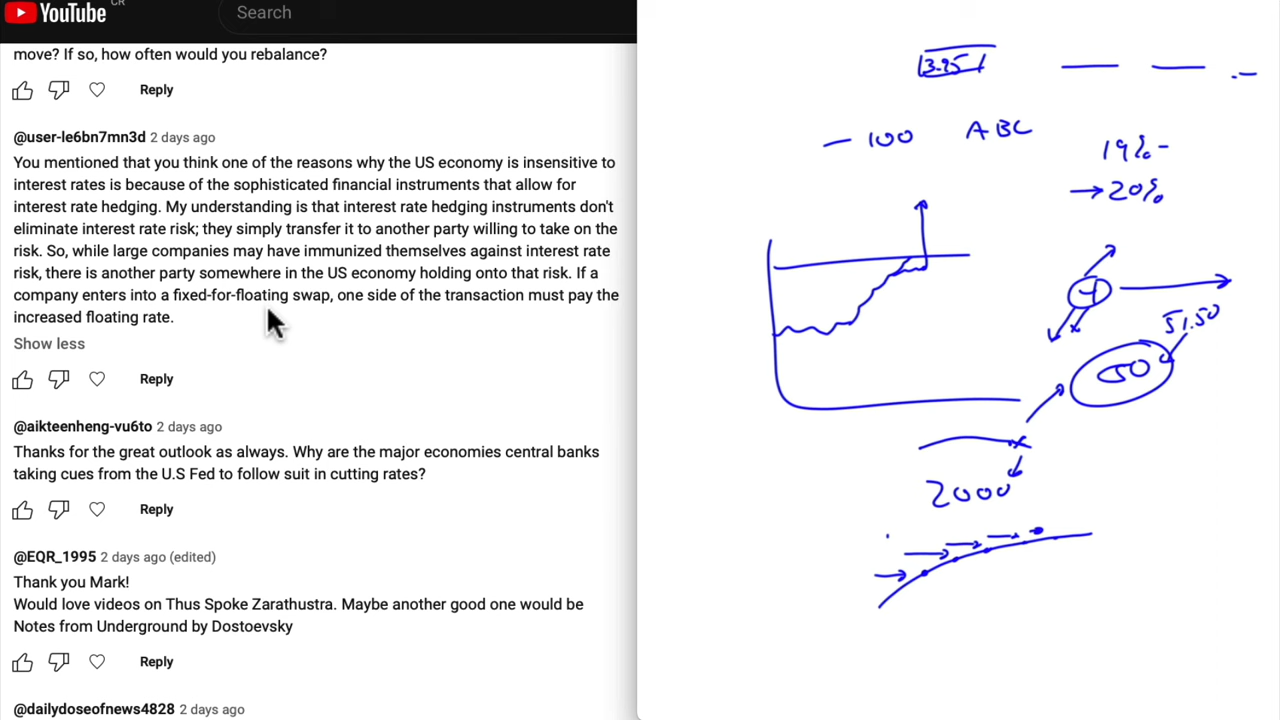 YouTube CR
Search
move? If so, how often would you rebalance?
Reply
@user-le6bn7mn3d 2 days ago
You mentioned that you think one of the reasons why the US economy is insensitive to
interest rates is because of the sophisticated financial instruments that allow for
interest rate hedging. My understanding is that interest rate hedging instruments don't
eliminate interest rate risk; they simply transfer it to another party willing to take on the
risk. So, while large companies may have immunized themselves against interest rate
risk, there is another party somewhere in the US economy holding onto that risk. If a
company enters into a fixed-for-floating swap, one side of the transaction must pay the
increased floating rate.
Show less
Reply
@aikteenheng-vu6to 2 days ago
Thanks for the great outlook as always. Why are the major economies central banks
taking cues from the U.S Fed to follow suit in cutting rates?
Reply
@EQR_1995 2 days ago (edited)
Thank you Mark!
Would love videos on Thus Spoke Zarathustra. Maybe another good one would be
Notes from Underground by Dostoevsky
Reply
@dailydoseofnews4828 2 days ago
3.25
- 100 ABC
19%-
20%
4
51.50
50
2000